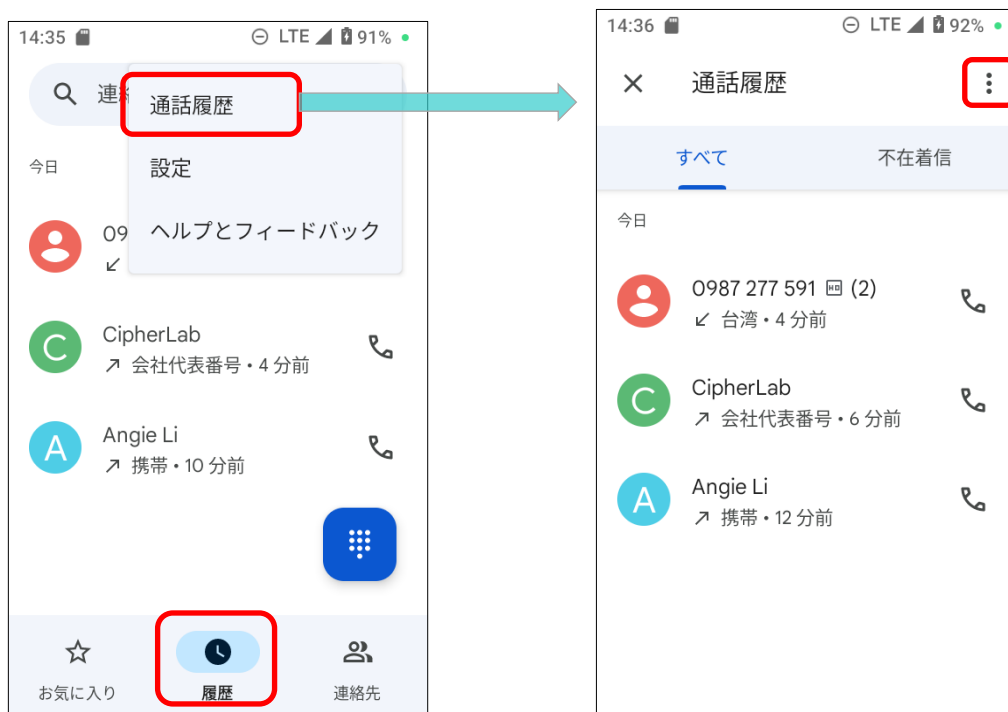 14:35
LTE 91%
連
通話履歴
設定
ヘルプとフィードバック
今日
09
CipherLab
会社代表番号・4 分前
Angie Li
携帯・10 分前
お気に入り
履歴
連絡先
14:36
LTE 92%
通話履歴
すべて
不在着信
今日
0987 277 591 HD (2)
台湾・4 分前
CipherLab
会社代表番号・6 分前
Angie Li
携帯・12 分前